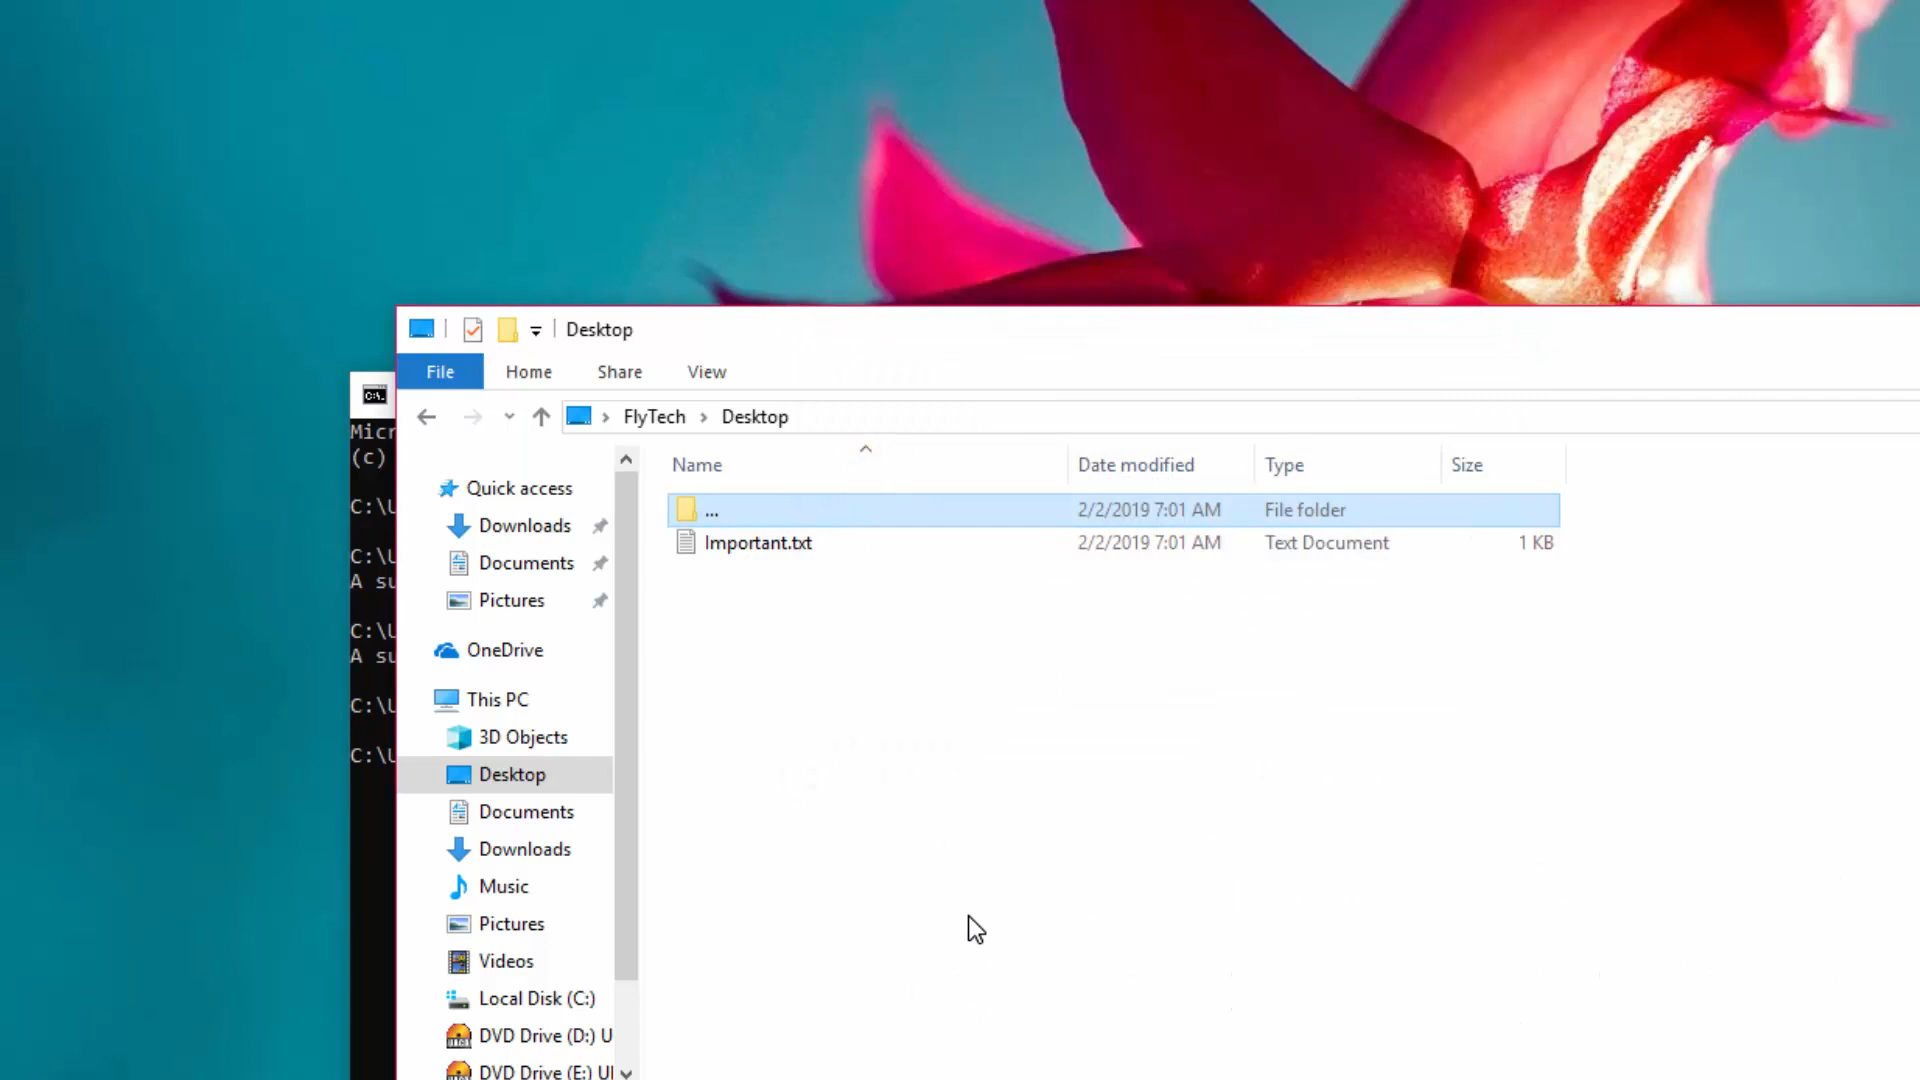 Desktop
File Home Share View
FlyTech Desktop
Name Date modified Type Size
... 2/2/2019 7:01 AM File folder
Important.txt 2/2/2019 7:01 AM Text Document 1 KB
Quick access
Downloads
Documents
Pictures
OneDrive
This PC
3D Objects
Desktop
Documents
Downloads
Music
Pictures
Videos
Local Disk (C:)
DVD Drive (D:) U
DVD Drive (E:) U
C:\.
Micr
(c)
C:\U
C:\U
A su
C:\U
A su
C:\U
C:\U